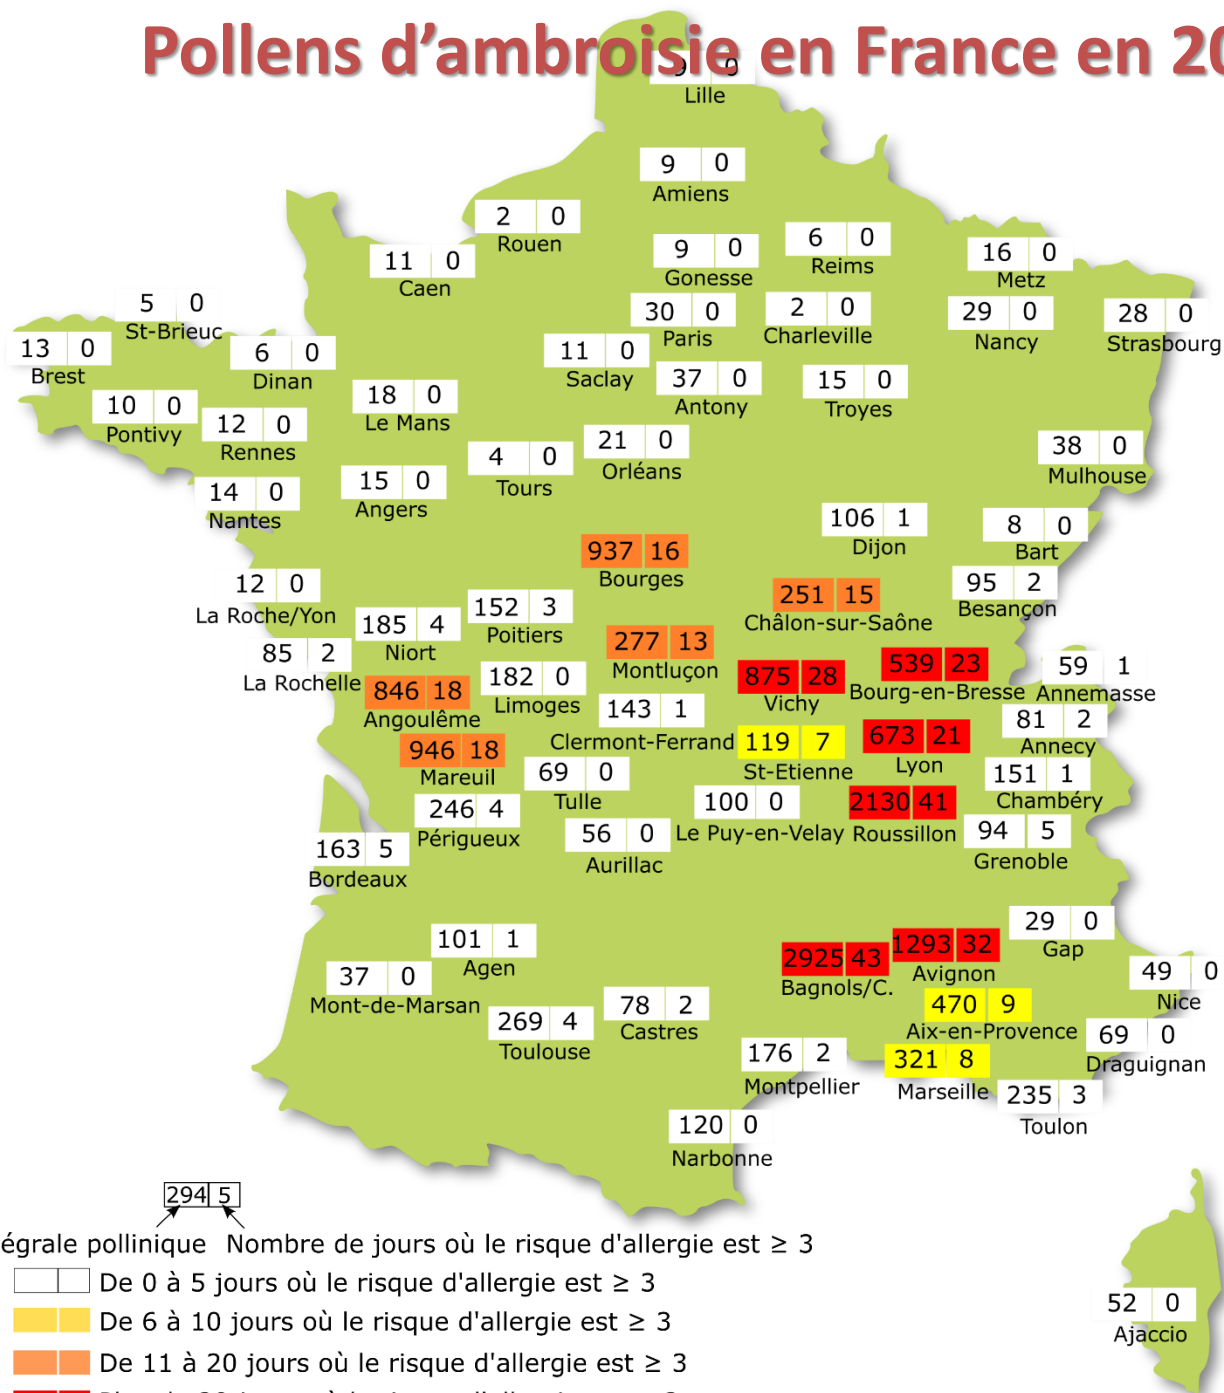 Pollens d'ambroisie en France en 20
9 0
Lille
9 0
Amiens
2 0
Rouen
11 0
Caen
9 0
Gonesse
6 0
Reims
16 0
Metz
5 0
St-Brieuc
30 0
Paris
2 0
Charleville
29 0
Nancy
28 0
Strasbourg
13 0
Brest
6 0
Dinan
11 0
Saclay
37 0
Antony
15 0
Troyes
10 0
Pontivy
12 0
Rennes
18 0
Le Mans
4 0
Tours
21 0
Orléans
38 0
Mulhouse
14 0
Nantes
15 0
Angers
106 1
Dijon
8 0
Bart
937 16
Bourges
12 0
La Roche/Yon
251 15
Châlon-sur-Saône
95 2
Besançon
185 4
Niort
152 3
Poitiers
277 13
Montluçon
85 2
La Rochelle
846 18
Angoulême
182 0
Limoges
875 28
Vichy
539 23
Bourg-en-Bresse
59 1
Annemasse
143 1
Clermont-Ferrand
119 7
St-Etienne
673 21
Lyon
81 2
Annecy
946 18
Mareuil
69 0
Tulle
151 1
Chambéry
246 4
Périgueux
100 0
Le Puy-en-Velay
2130 41
Roussillon
94 5
Grenoble
163 5
Bordeaux
56 0
Aurillac
101 1
Agen
29 0
Gap
37 0
Mont-de-Marsan
2925 43
Bagnols/C.
1293 32
Avignon
49 0
Nice
269 4
Toulouse
78 2
Castres
470 9
Aix-en-Provence
69 0
Draguignan
176 2
Montpellier
321 8
Marseille
235 3
Toulon
120 0
Narbonne
294 5
égrale pollinique Nombre de jours où le risque d'allergie est ≥ 3
De 0 à 5 jours où le risque d'allergie est ≥ 3
De 6 à 10 jours où le risque d'allergie est ≥ 3
De 11 à 20 jours où le risque d'allergie est ≥ 3
52 0
Ajaccio